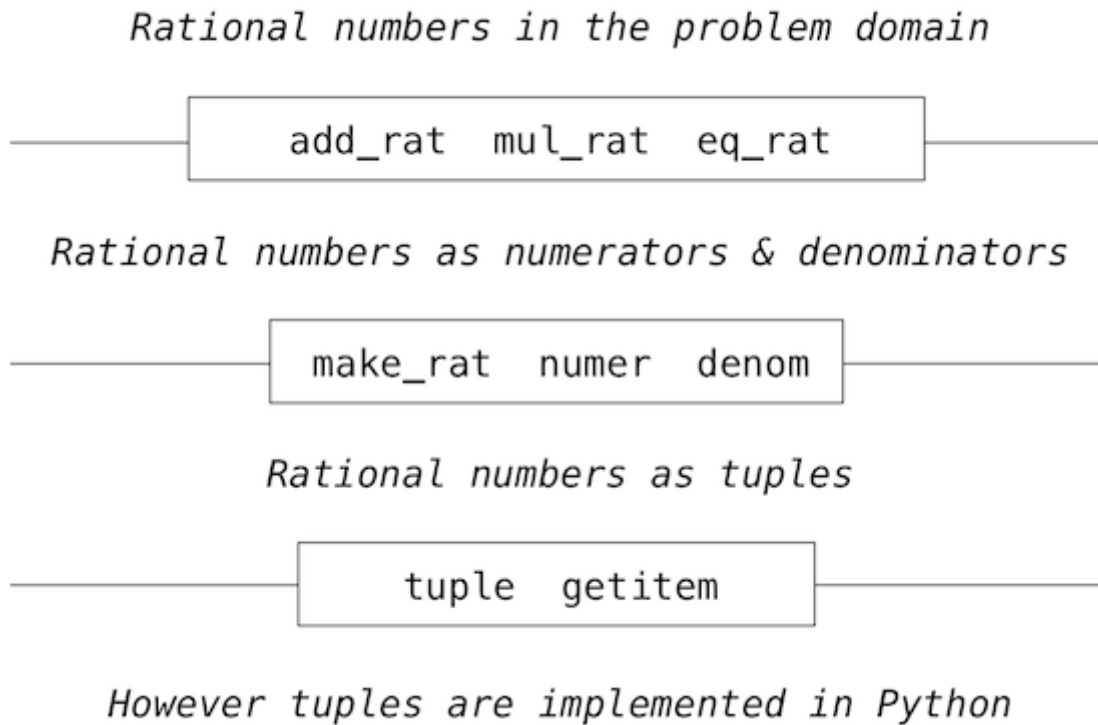 Rational numbers in the problem domain
add_rat mul_rat eq_rat
Rational numbers as numerators & denominators
make_rat numer denom
Rational numbers as tuples
tuple getitem
However tuples are implemented in Python